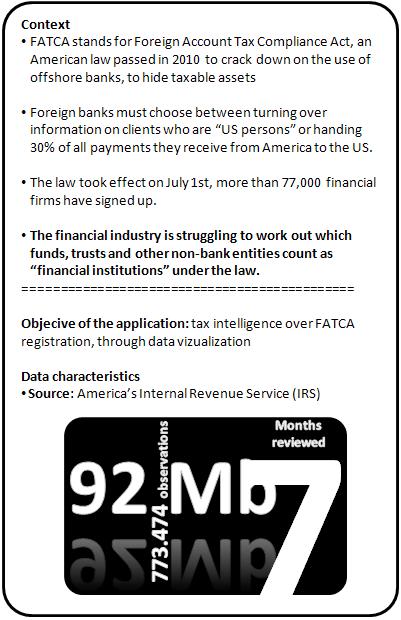 Context
• FATCA stands for Foreign Account Tax Compliance Act, an
American law passed in 2010 to crack down on the use of
offshore banks, to hide taxable assets
• Foreign banks must choose between turning over
information on clients who are “US persons” or handing
30% of all payments they receive from America to the US.
• The law took effect on July 1st, more than 77,000 financial
firms have signed up.
• The financial industry is struggling to work out which
funds, trusts and other non-bank entities count as
“financial institutions” under the law.
==========================================
Objecive of the application: tax intelligence over FATCA
registration, through data vizualization
Data characteristics
• Source: America’s Internal Revenue Service (IRS)
92 Mb
773.474 observations
7
Months
reviewed